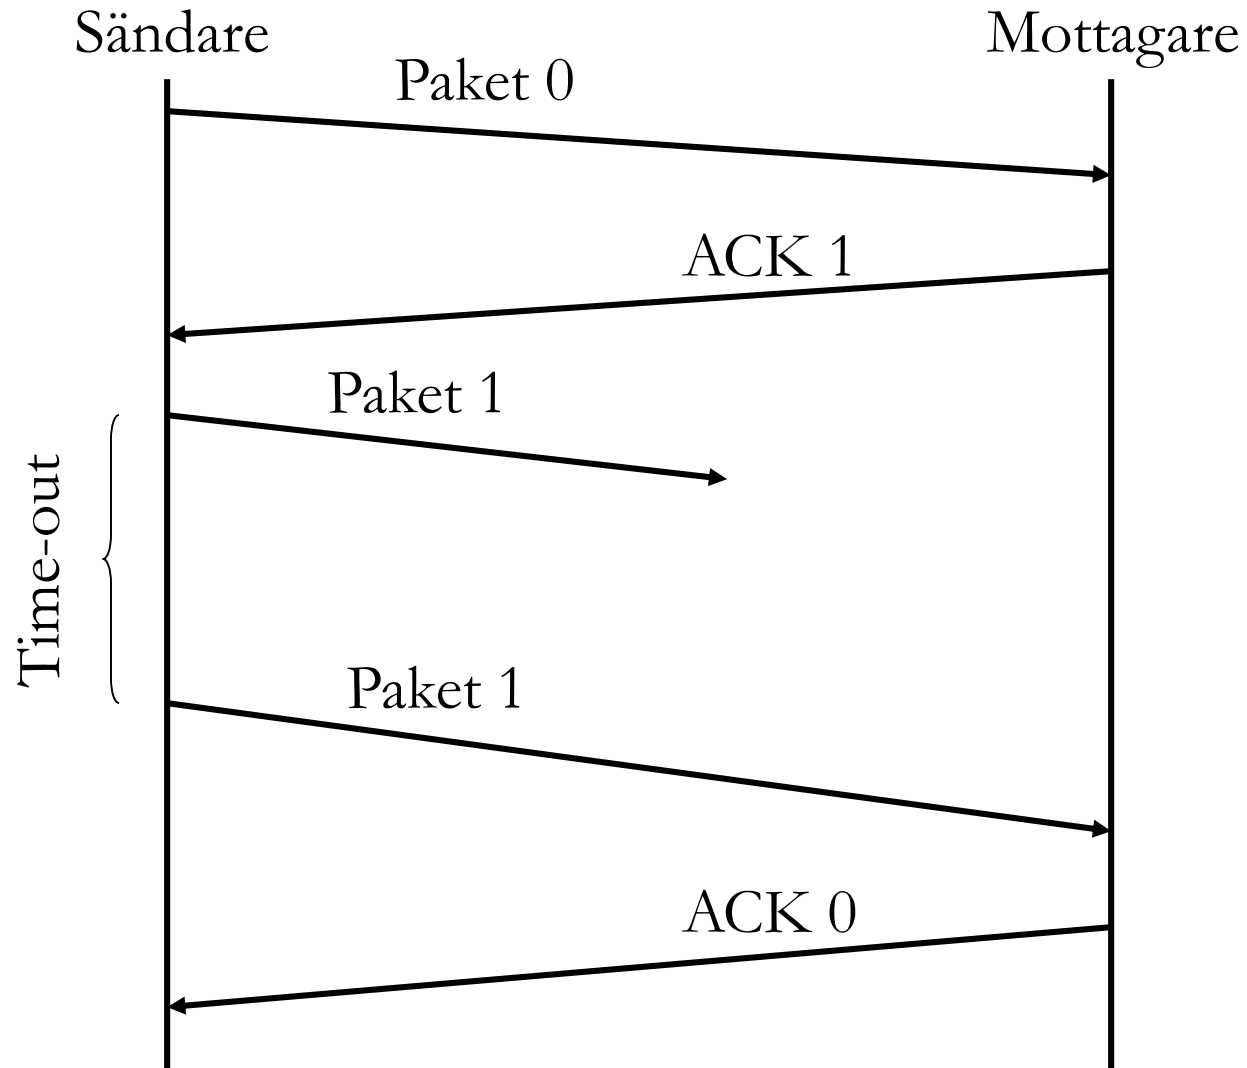 Sändare
Mottagare
Paket 0
ACK 1
Paket 1
Time-out
Paket 1
ACK 0